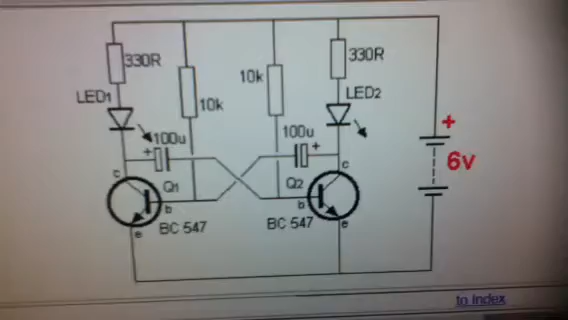 330R
330R
10k
LED1
LED2
10k
+
100u
100u
+
+
6v
c
c
Q1
Q2
b
b
BC 547
BC 547
e
e
to Index